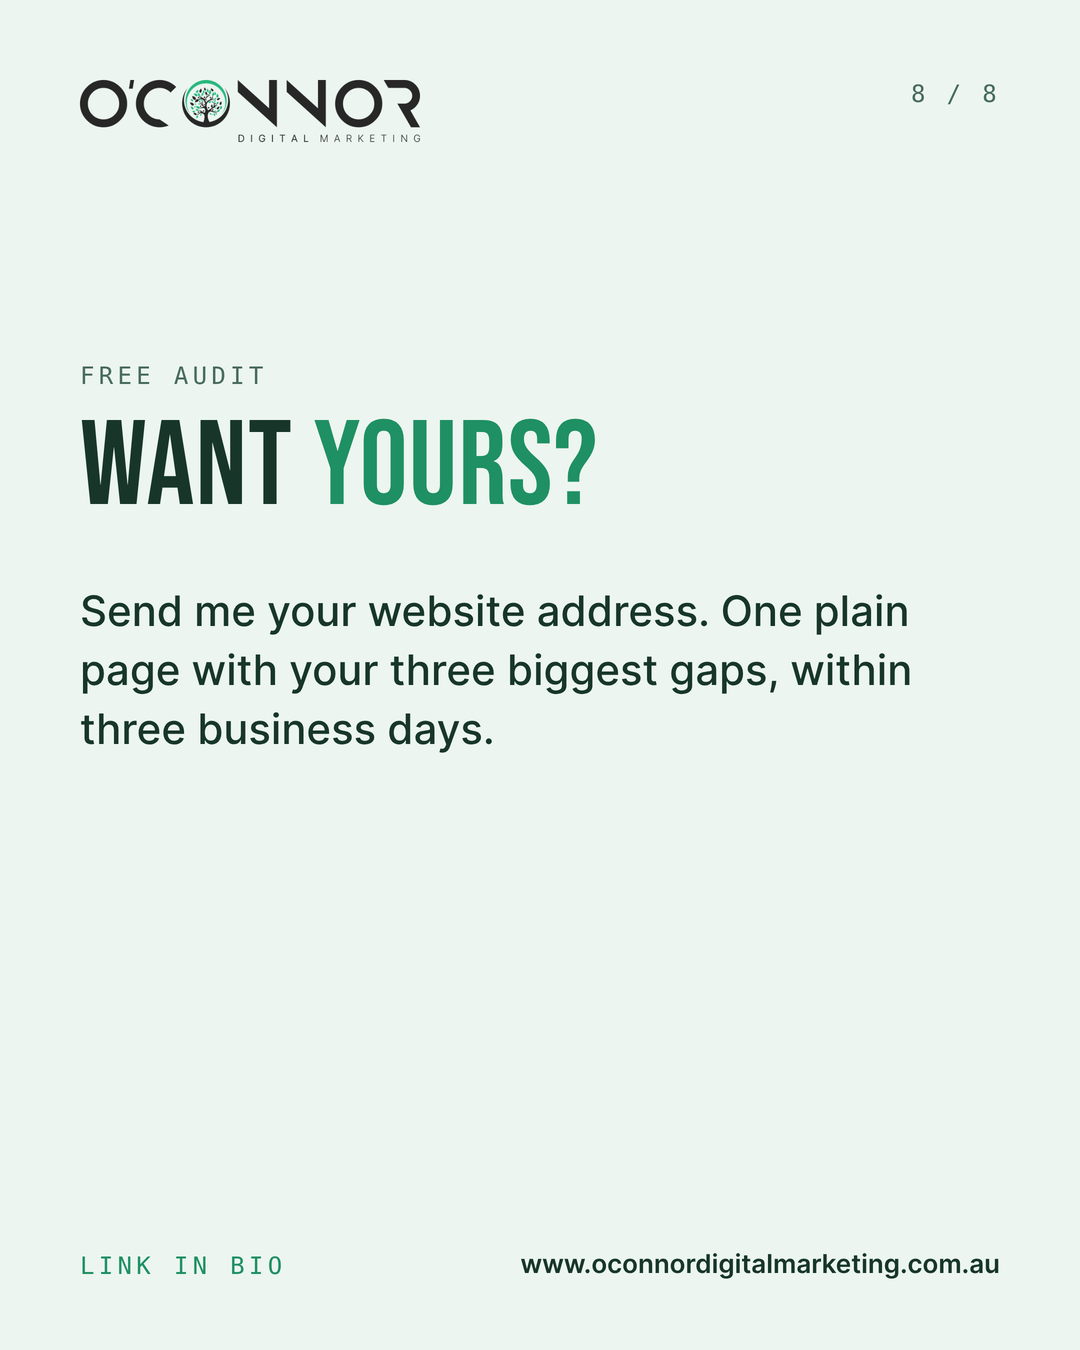 O'CONNOR
DIGITAL MARKETING
8 / 8
FREE AUDIT
WANT YOURS?
Send me your website address. One plain
page with your three biggest gaps, within
three business days.
LINK IN BIO
www.oconnordigitalmarketing.com.au